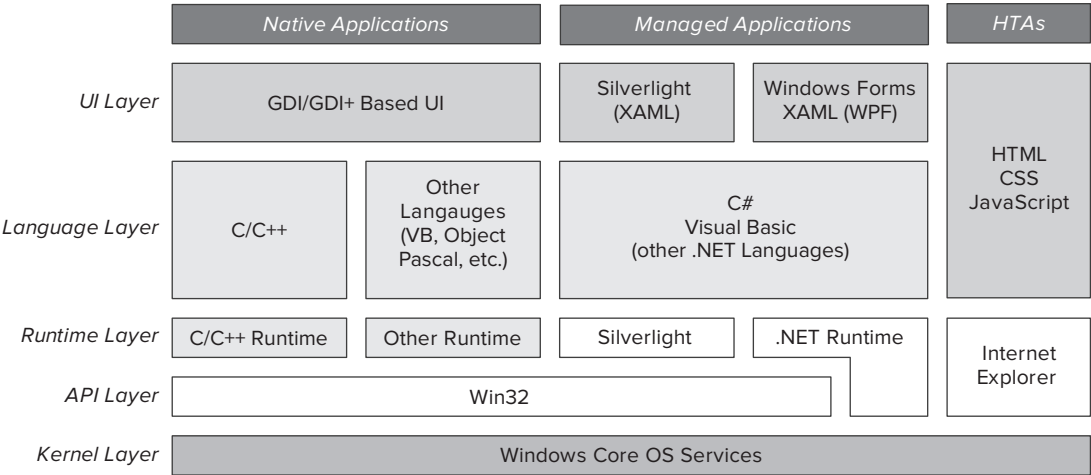 Native Applications
Managed Applications
HTAs
UI Layer
GDI/GDI+ Based UI
Silverlight
(XAML)
Windows Forms
XAML (WPF)
HTML
CSS
JavaScript
Language Layer
C/C++
Other
Langauges
(VB, Object
Pascal, etc.)
C#
Visual Basic
(other .NET Languages)
Runtime Layer
C/C++ Runtime
Other Runtime
Silverlight
.NET Runtime
Internet
Explorer
API Layer
Win32
Kernel Layer
Windows Core OS Services